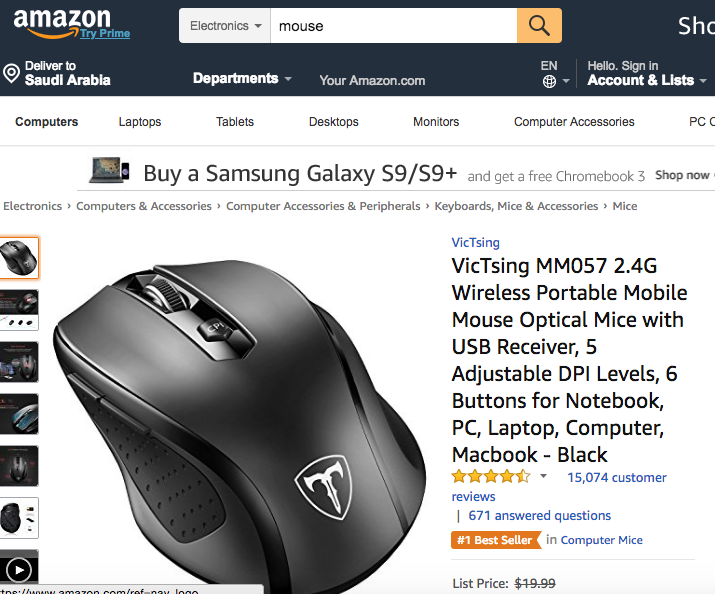 amazon
Try Prime
Electronics
mouse
Sho
Deliver to
Saudi Arabia
Departments
Your Amazon.com
EN
Hello. Sign in
Account & Lists
Computers
Laptops
Tablets
Desktops
Monitors
Computer Accessories
PC C
Buy a Samsung Galaxy S9/S9+ and get a free Chromebook 3 Shop now
Electronics › Computers & Accessories › Computer Accessories & Peripherals › Keyboards, Mice & Accessories › Mice
CPI
VicTsing
VicTsing MM057 2.4G
Wireless Portable Mobile
Mouse Optical Mice with
USB Receiver, 5
Adjustable DPI Levels, 6
Buttons for Notebook,
PC, Laptop, Computer,
Macbook - Black
15,074 customer
reviews
| 671 answered questions
#1 Best Seller in Computer Mice
List Price: $19.99
ttps://www.amazon.com/ref=nav_logo